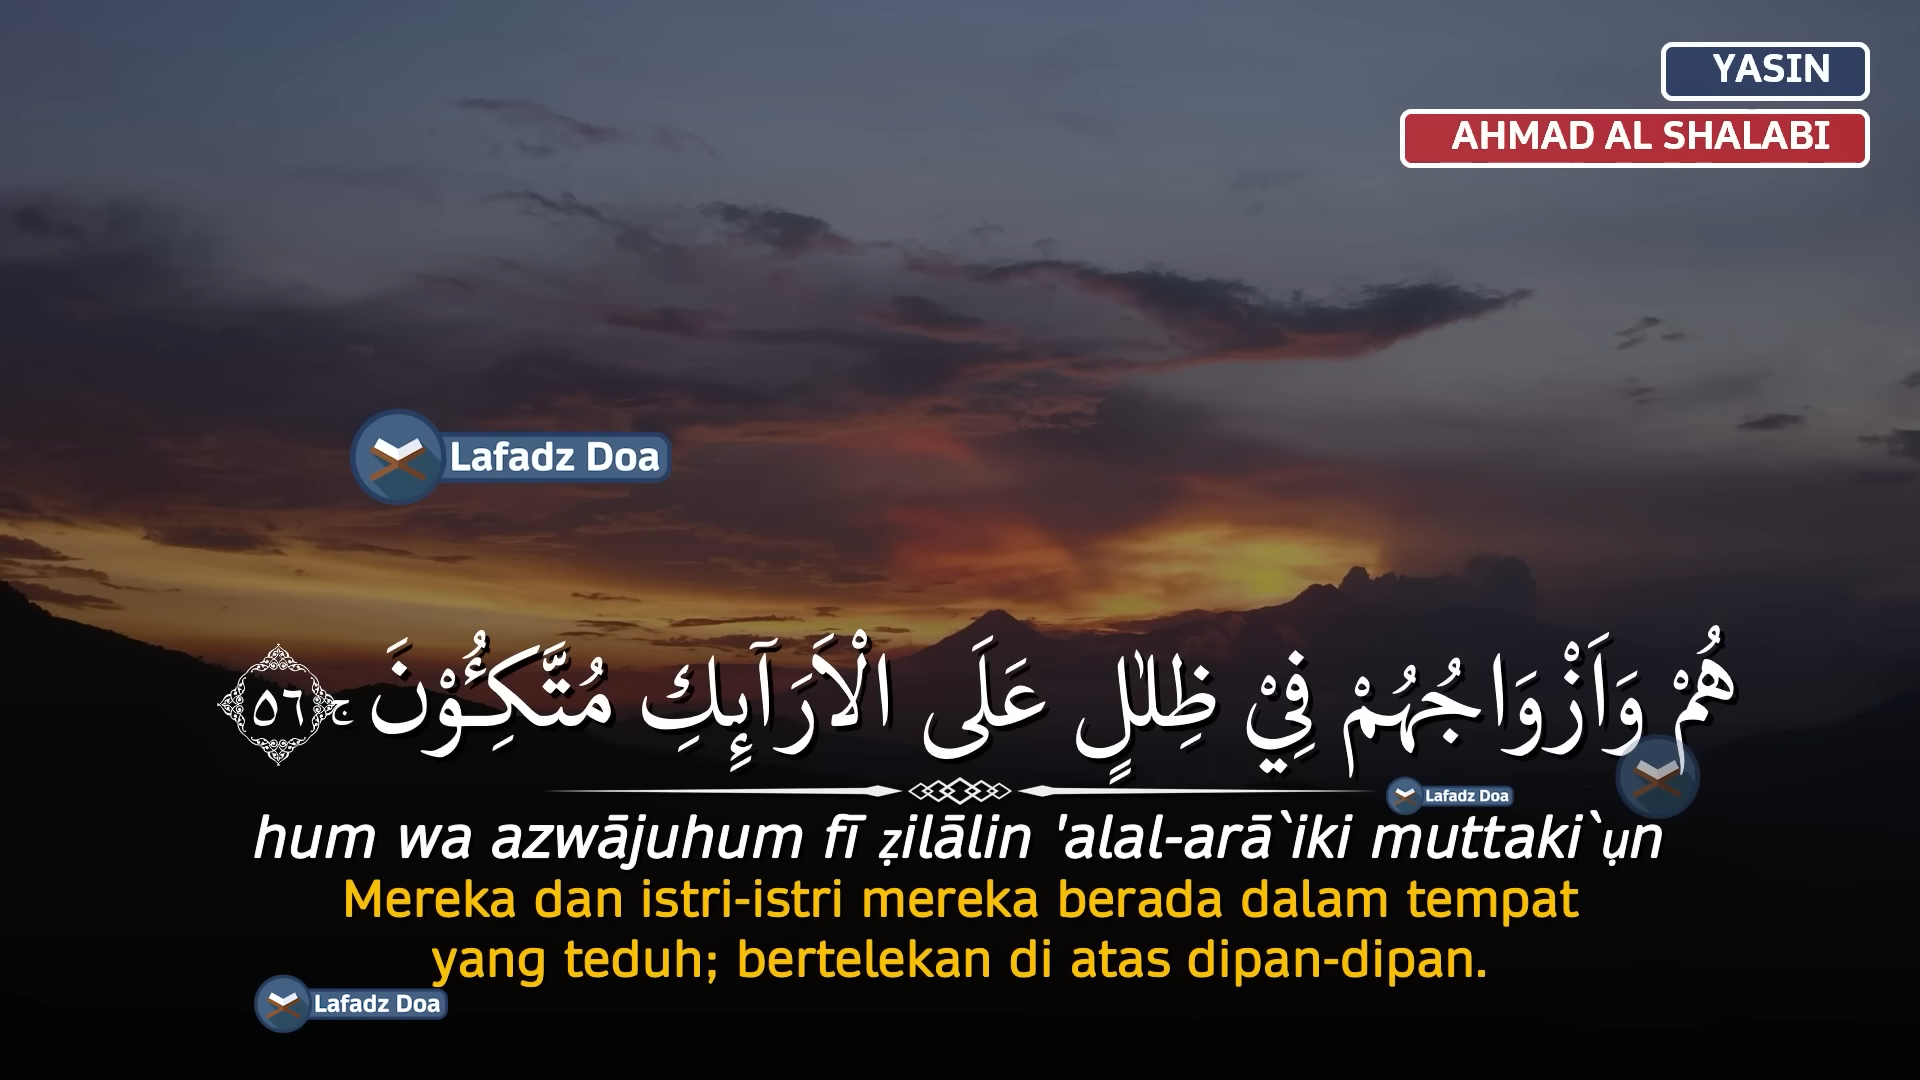 YASIN
AHMAD AL SHALABI
Lafadz Doa
هُمْ وَاَزْوَاجُهُمْ فِيْ ظِلٰلٍ عَلَى الْاَرَآىِٕكِ مُتَّكِـُٔوْنَ ۚ ٥٦
Lafadz Doa
hum wa azwājuhum fī ẓilālin 'alal-arā`iki muttaki`ụn
Mereka dan istri-istri mereka berada dalam tempat
yang teduh; bertelekan di atas dipan-dipan.
Lafadz Doa